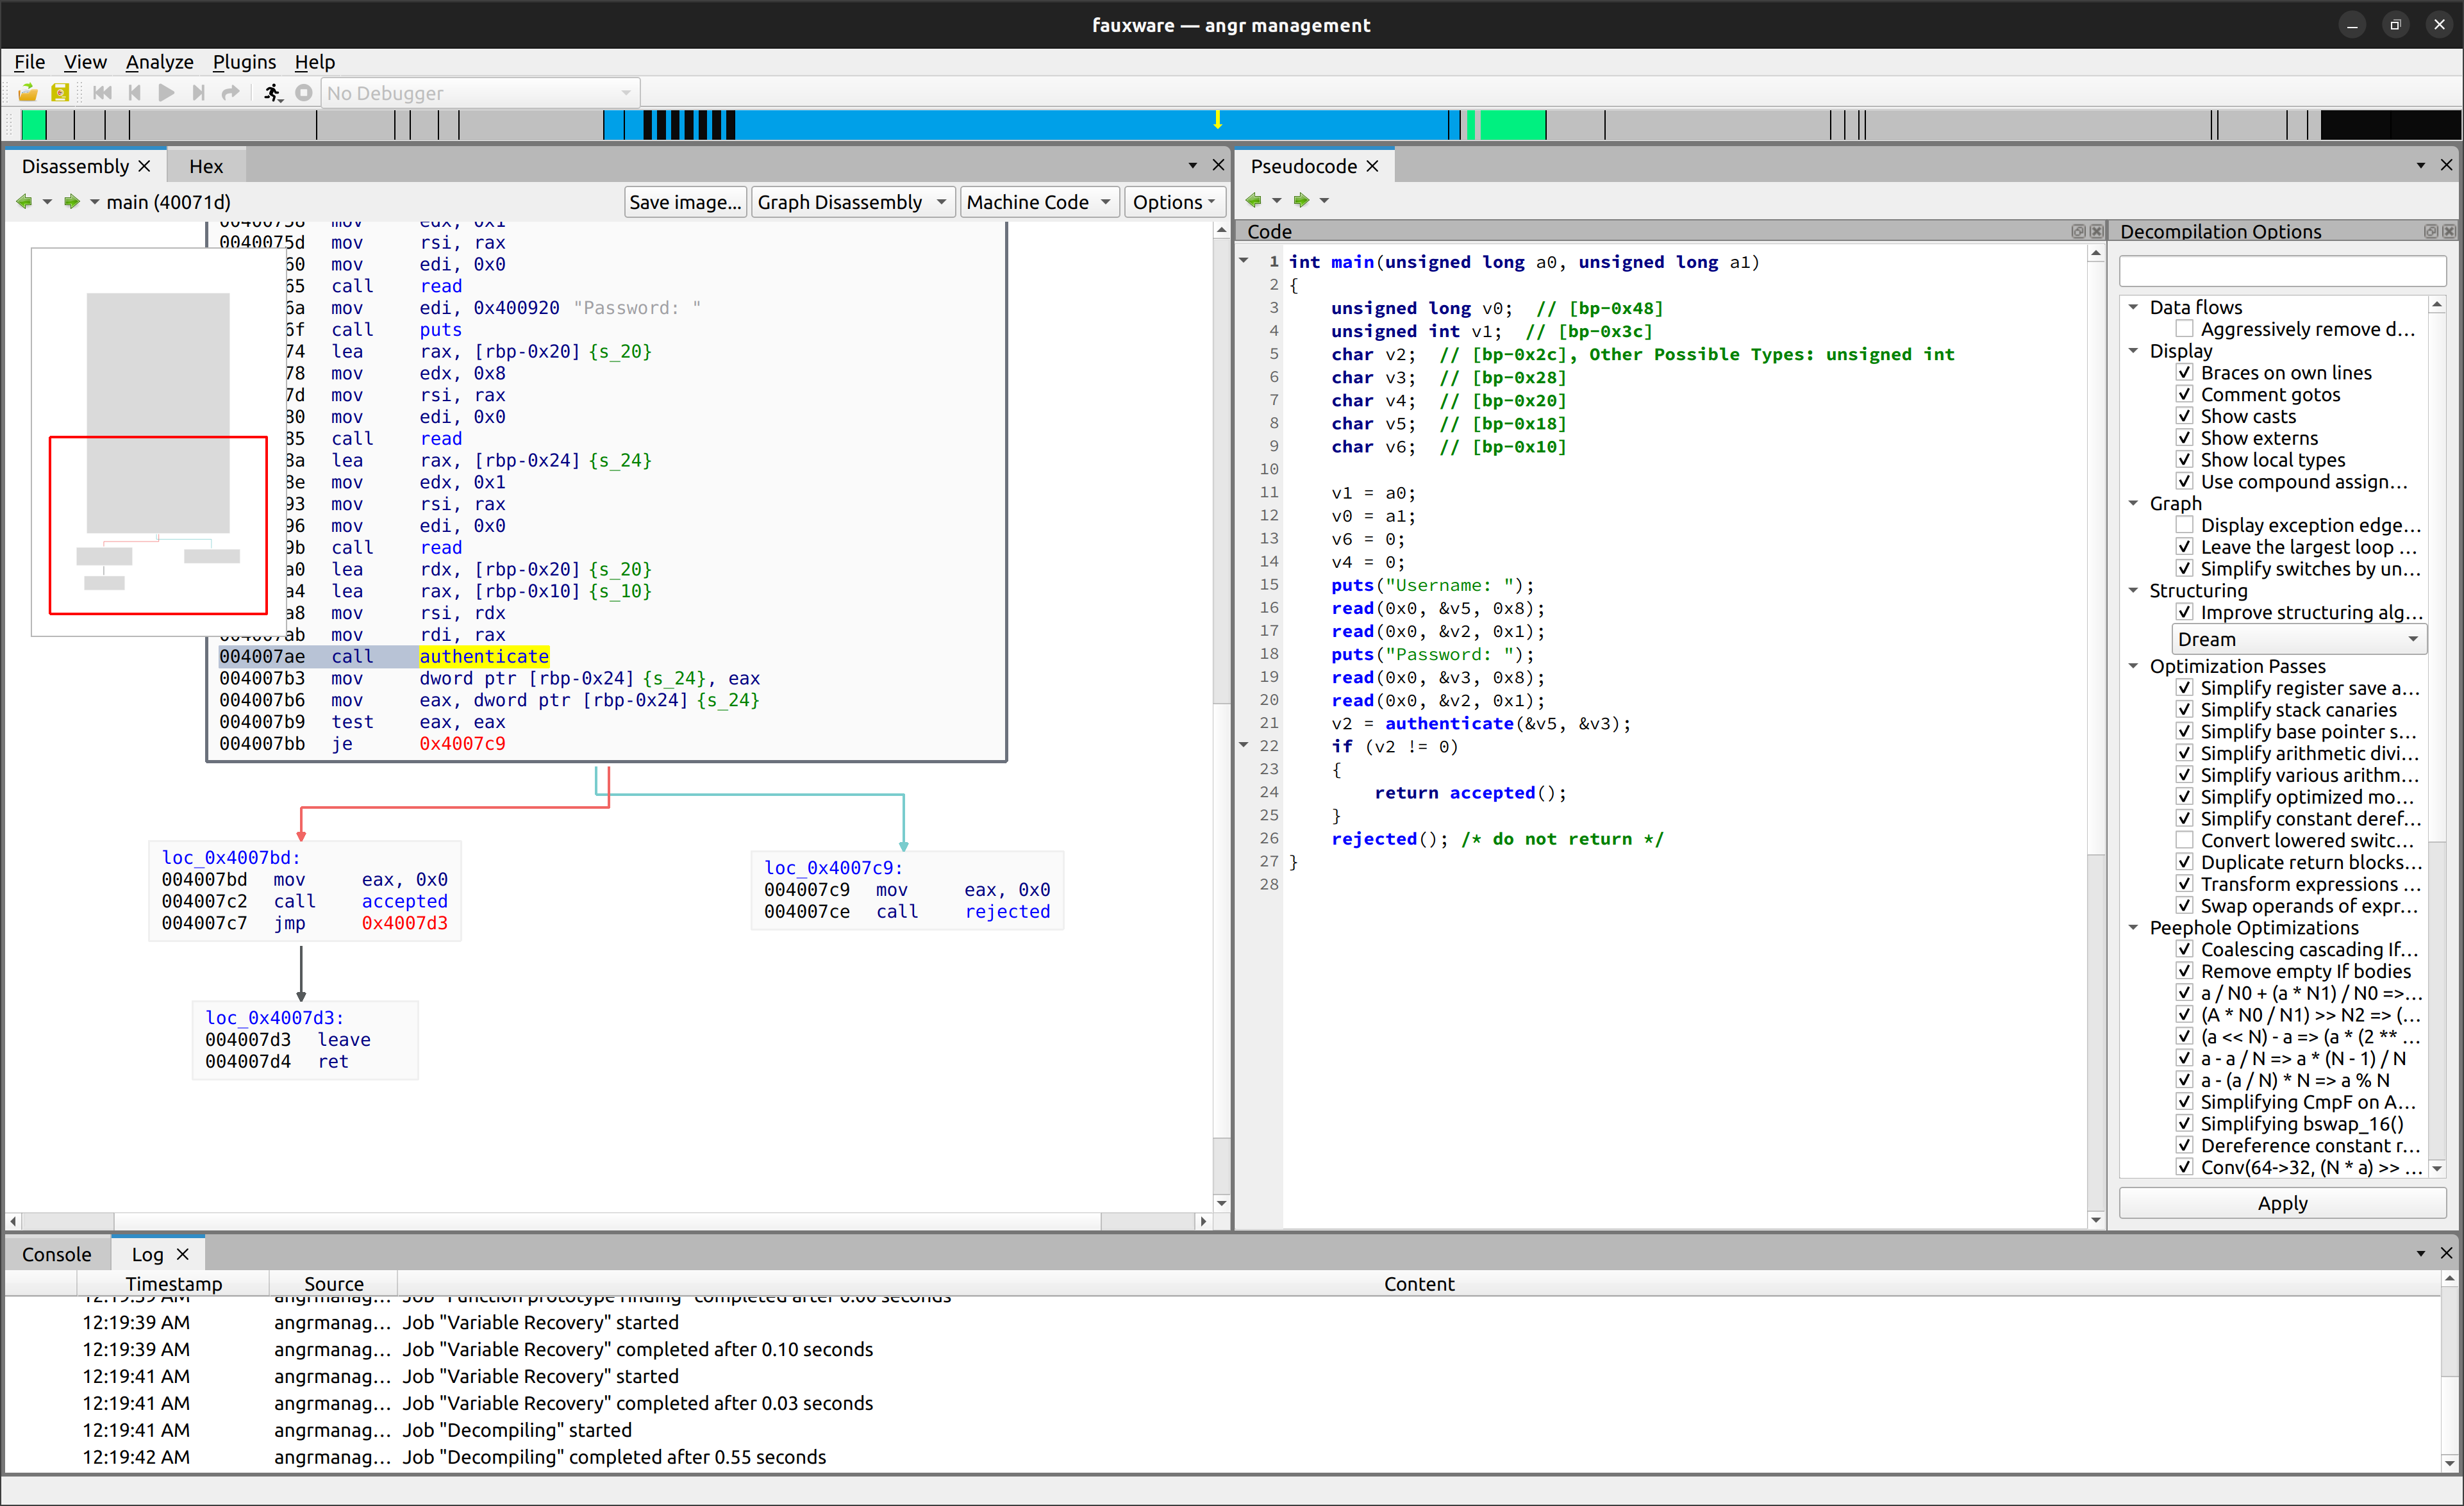 fauxware — angr management
File View Analyze Plugins Help
No Debugger
Disassembly Hex
main (40071d) Save image... Graph Disassembly Machine Code Options
0040075d mov rsi, rax
60 mov edi, 0x0
65 call read
6a mov edi, 0x400920 "Password: "
6f call puts
74 lea rax, [rbp-0x20] {s_20}
78 mov edx, 0x8
7d mov rsi, rax
80 mov edi, 0x0
85 call read
8a lea rax, [rbp-0x24] {s_24}
8e mov edx, 0x1
93 mov rsi, rax
96 mov edi, 0x0
9b call read
a0 lea rdx, [rbp-0x20] {s_20}
a4 lea rax, [rbp-0x10] {s_10}
a8 mov rsi, rdx
ab mov rdi, rax
004007ae call authenticate
004007b3 mov dword ptr [rbp-0x24] {s_24}, eax
004007b6 mov eax, dword ptr [rbp-0x24] {s_24}
004007b9 test eax, eax
004007bb je 0x4007c9
loc_0x4007bd:
004007bd mov eax, 0x0
004007c2 call accepted
004007c7 jmp 0x4007d3
loc_0x4007c9:
004007c9 mov eax, 0x0
004007ce call rejected
loc_0x4007d3:
004007d3 leave
004007d4 ret
Pseudocode
Code
1 int main(unsigned long a0, unsigned long a1)
2 {
3 unsigned long v0; // [bp-0x48]
4 unsigned int v1; // [bp-0x3c]
5 char v2; // [bp-0x2c], Other Possible Types: unsigned int
6 char v3; // [bp-0x28]
7 char v4; // [bp-0x20]
8 char v5; // [bp-0x18]
9 char v6; // [bp-0x10]
10
11 v1 = a0;
12 v0 = a1;
13 v6 = 0;
14 v4 = 0;
15 puts("Username: ");
16 read(0x0, &v5, 0x8);
17 read(0x0, &v2, 0x1);
18 puts("Password: ");
19 read(0x0, &v3, 0x8);
20 read(0x0, &v2, 0x1);
21 v2 = authenticate(&v5, &v3);
22 if (v2 != 0)
23 {
24 return accepted();
25 }
26 rejected(); /* do not return */
27 }
28
Decompilation Options
Data flows
Aggressively remove d...
Display
Braces on own lines
Comment gotos
Show casts
Show externs
Show local types
Use compound assign...
Graph
Display exception edge...
Leave the largest loop ...
Simplify switches by un...
Structuring
Improve structuring alg...
Dream
Optimization Passes
Simplify register save a...
Simplify stack canaries
Simplify base pointer s...
Simplify arithmetic divi...
Simplify various arithm...
Simplify optimized mo...
Simplify constant deref...
Convert lowered switc...
Duplicate return blocks...
Transform expressions ...
Swap operands of expr...
Peephole Optimizations
Coalescing cascading If...
Remove empty If bodies
a / N0 + (a * N1) / N0 =>...
(A * N0 / N1) >> N2 => (...
(a << N) - a => (a * (2 ** ...
a - a / N => a * (N - 1) / N
a - (a / N) * N => a % N
Simplifying CmpF on A...
Simplifying bswap_16()
Dereference constant r...
Conv(64->32, (N * a) >> ...
Apply
Console Log
Timestamp Source Content
12:19:39 AM angrmanag... Job "Function prototype finding" completed after 0.00 seconds
12:19:39 AM angrmanag... Job "Variable Recovery" started
12:19:39 AM angrmanag... Job "Variable Recovery" completed after 0.10 seconds
12:19:41 AM angrmanag... Job "Variable Recovery" started
12:19:41 AM angrmanag... Job "Variable Recovery" completed after 0.03 seconds
12:19:41 AM angrmanag... Job "Decompiling" started
12:19:42 AM angrmanag... Job "Decompiling" completed after 0.55 seconds